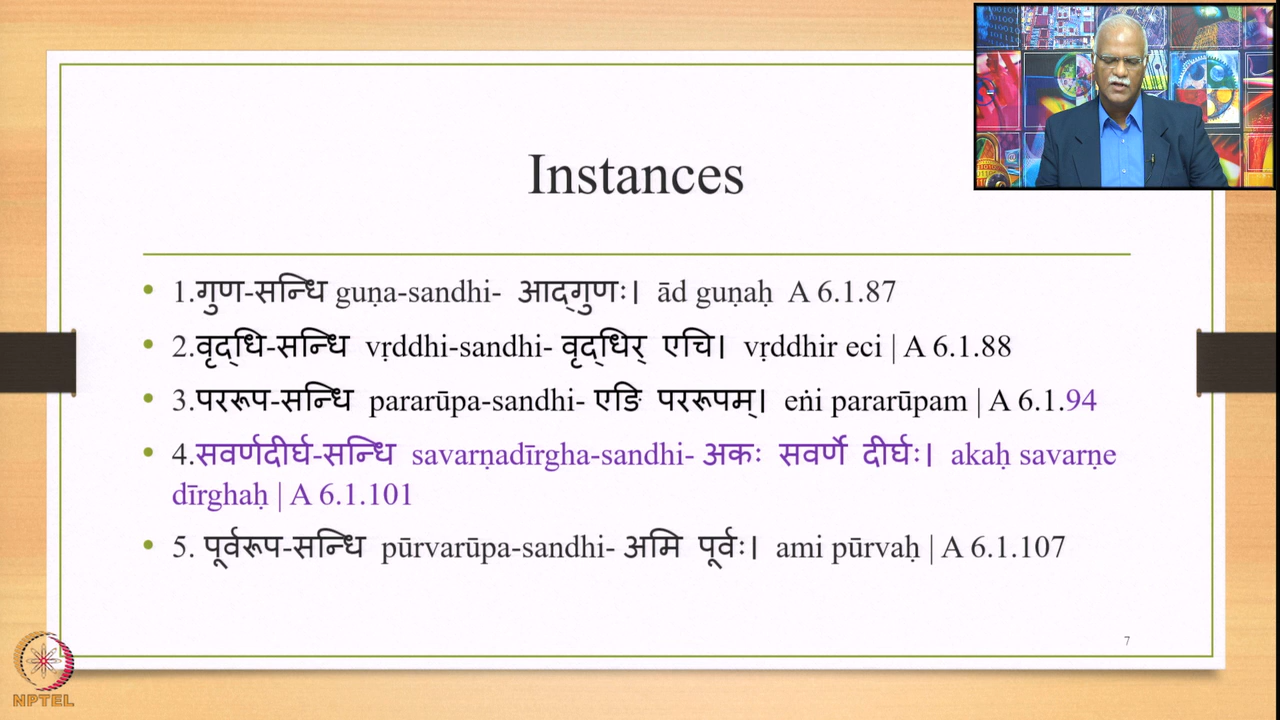 Instances
• 1.गुण-सन्धि guṇa-sandhi- आद्गुणः। ād guṇaḥ A 6.1.87
• 2.वृद्धि-सन्धि vṛddhi-sandhi- वृद्धिर् एचि। vṛddhir eci | A 6.1.88
• 3.पररूप-सन्धि pararūpa-sandhi- एङि पररूपम्। eṅi pararūpam | A 6.1.94
• 4.सवर्णदीर्घ-सन्धि savarṇadīrgha-sandhi- अकः सवर्णे दीर्घः। akaḥ savarṇe
dīrghaḥ | A 6.1.101
• 5. पूर्वरूप-सन्धि pūrvarūpa-sandhi- अमि पूर्वः। ami pūrvaḥ | A 6.1.107
7
NPTEL